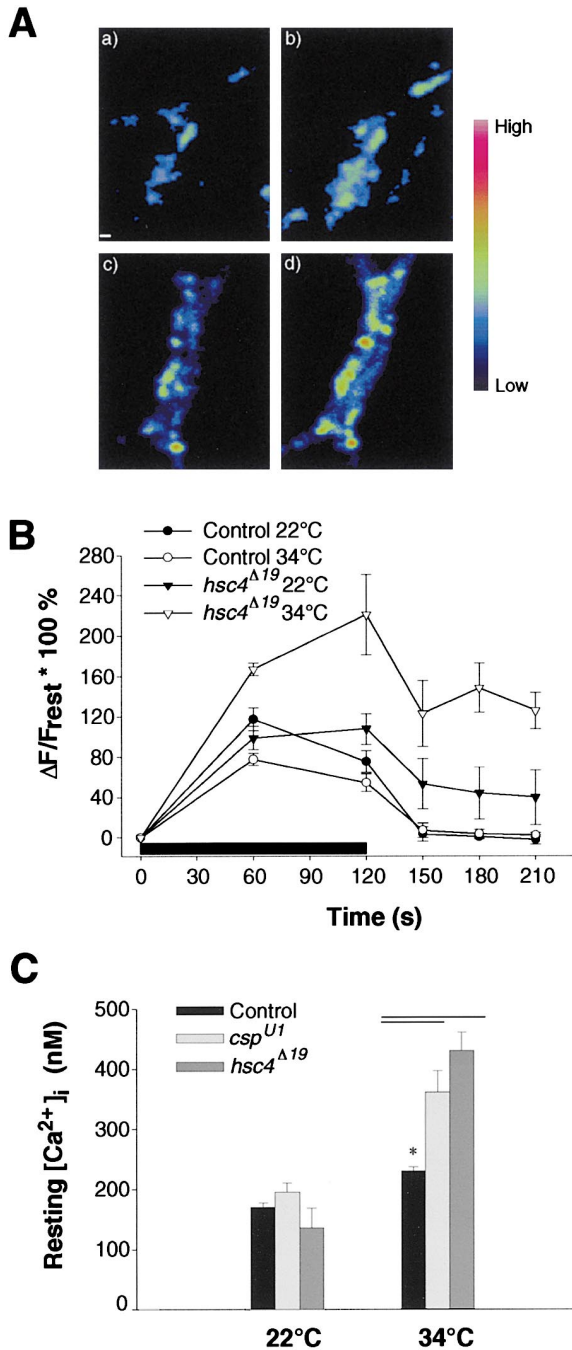 A
a)
b)
High
c)
d)
Low
B
Control 22°C
Control 34°C
hsc4^Δ19 22°C
hsc4^Δ19 34°C
280
240
200
160
120
80
40
0
ΔF/Frest * 100 %
0 30 60 90 120 150 180 210
Time (s)
C
Control
csp^U1
hsc4^Δ19
500
400
300
200
100
0
Resting [Ca²⁺]ᵢ (nM)
*
22°C 34°C